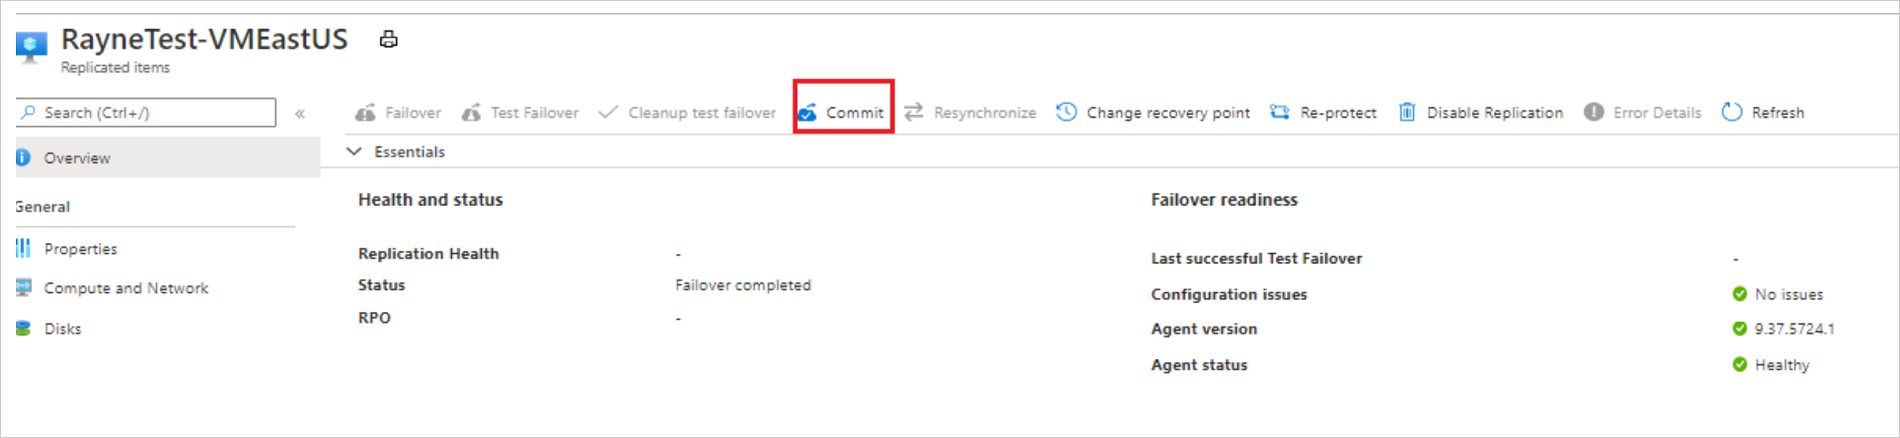 RayneTest-VMEastUS
Replicated items
Search (Ctrl+/)
«
Failover
Test Failover
Cleanup test failover
Commit
Resynchronize
Change recovery point
Re-protect
Disable Replication
Error Details
Refresh
Overview
General
Properties
Compute and Network
Disks
Essentials
Health and status
Replication Health -
Status Failover completed
RPO -
Failover readiness
Last successful Test Failover -
Configuration issues No issues
Agent version 9.37.5724.1
Agent status Healthy